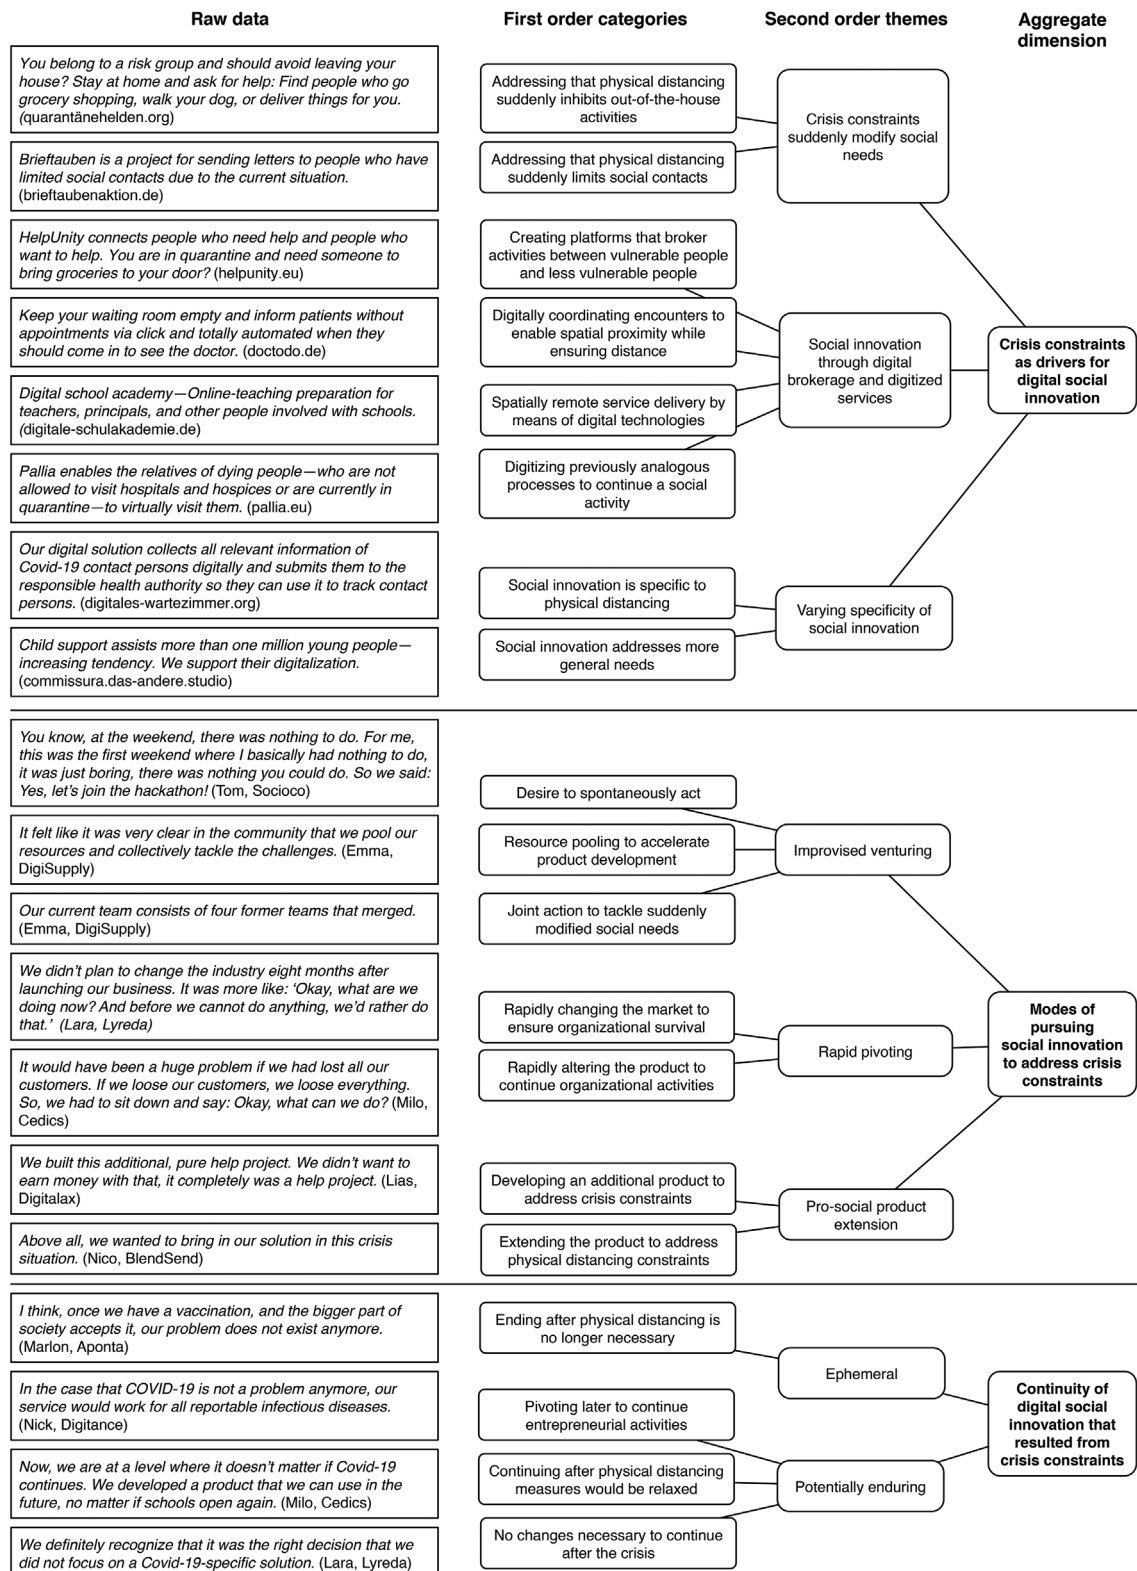 Raw data
First order categories
Second order themes
Aggregate
dimension
You belong to a risk group and should avoid leaving your
house? Stay at home and ask for help: Find people who go
grocery shopping, walk your dog, or deliver things for you.
(quarantänehelden.org)
Brieftauben is a project for sending letters to people who have
limited social contacts due to the current situation.
(brieftaubenaktion.de)
HelpUnity connects people who need help and people who
want to help. You are in quarantine and need someone to
bring groceries to your door? (helpunity.eu)
Keep your waiting room empty and inform patients without
appointments via click and totally automated when they
should come in to see the doctor. (doctodo.de)
Digital school academy—Online-teaching preparation for
teachers, principals, and other people involved with schools.
(digitale-schulakademie.de)
Pallia enables the relatives of dying people—who are not
allowed to visit hospitals and hospices or are currently in
quarantine—to virtually visit them. (pallia.eu)
Our digital solution collects all relevant information of
Covid-19 contact persons digitally and submits them to the
responsible health authority so they can use it to track contact
persons. (digitales-wartezimmer.org)
Child support assists more than one million young people—
increasing tendency. We support their digitalization.
(commissura.das-andere.studio)
Addressing that physical distancing
suddenly inhibits out-of-the-house
activities
Addressing that physical distancing
suddenly limits social contacts
Creating platforms that broker
activities between vulnerable people
and less vulnerable people
Digitally coordinating encounters to
enable spatial proximity while
ensuring distance
Spatially remote service delivery by
means of digital technologies
Digitizing previously analogous
processes to continue a social
activity
Social innovation is specific to
physical distancing
Social innovation addresses more
general needs
Crisis constraints
suddenly modify social
needs
Social innovation
through digital
brokerage and digitized
services
Varying specificity of
social innovation
Crisis constraints
as drivers for
digital social
innovation
You know, at the weekend, there was nothing to do. For me,
this was the first weekend where I basically had nothing to do,
it was just boring, there was nothing you could do. So we said:
Yes, let's join the hackathon! (Tom, Socioco)
It felt like it was very clear in the community that we pool our
resources and collectively tackle the challenges. (Emma,
DigiSupply)
Our current team consists of four former teams that merged.
(Emma, DigiSupply)
We didn't plan to change the industry eight months after
launching our business. It was more like: 'Okay, what are we
doing now? And before we cannot do anything, we'd rather do
that.' (Lara, Lyreda)
It would have been a huge problem if we had lost all our
customers. If we loose our customers, we loose everything.
So, we had to sit down and say: Okay, what can we do? (Milo,
Cedics)
We built this additional, pure help project. We didn't want to
earn money with that, it completely was a help project. (Lias,
Digitalax)
Above all, we wanted to bring in our solution in this crisis
situation. (Nico, BlendSend)
Desire to spontaneously act
Resource pooling to accelerate
product development
Joint action to tackle suddenly
modified social needs
Rapidly changing the market to
ensure organizational survival
Rapidly altering the product to
continue organizational activities
Developing an additional product to
address crisis constraints
Extending the product to address
physical distancing constraints
Improvised venturing
Rapid pivoting
Pro-social product
extension
Modes of
pursuing
social innovation
to address crisis
constraints
I think, once we have a vaccination, and the bigger part of
society accepts it, our problem does not exist anymore.
(Marlon, Aponta)
In the case that COVID-19 is not a problem anymore, our
service would work for all reportable infectious diseases.
(Nick, Digitance)
Now, we are at a level where it doesn't matter if Covid-19
continues. We developed a product that we can use in the
future, no matter if schools open again. (Milo, Cedics)
We definitely recognize that it was the right decision that we
did not focus on a Covid-19-specific solution. (Lara, Lyreda)
Ending after physical distancing is
no longer necessary
Pivoting later to continue
entrepreneurial activities
Continuing after physical distancing
measures would be relaxed
No changes necessary to continue
after the crisis
Ephemeral
Potentially enduring
Continuity of
digital social
innovation that
resulted from
crisis constraints